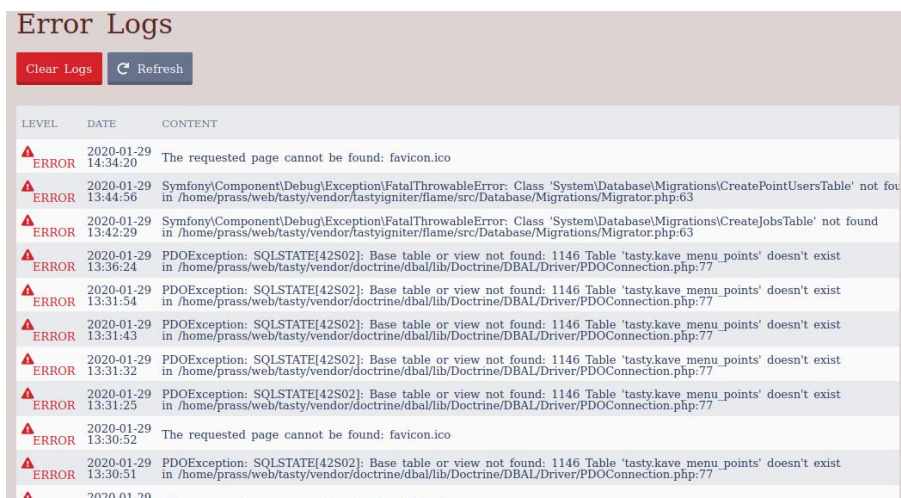 Error Logs
Clear Logs Refresh
LEVEL DATE CONTENT
ERROR 2020-01-29 14:34:20 The requested page cannot be found: favicon.ico
ERROR 2020-01-29 13:44:56 Symfony\Component\Debug\Exception\FatalThrowableError: Class 'System\Database\Migrations\CreatePointUsersTable' not fou
in /home/prass/web/tasty/vendor/tastyigniter/flame/src/Database/Migrations/Migrator.php:63
ERROR 2020-01-29 13:42:29 Symfony\Component\Debug\Exception\FatalThrowableError: Class 'System\Database\Migrations\CreateJobsTable' not found
in /home/prass/web/tasty/vendor/tastyigniter/flame/src/Database/Migrations/Migrator.php:63
ERROR 2020-01-29 13:36:24 PDOException: SQLSTATE[42S02]: Base table or view not found: 1146 Table 'tasty.kave_menu_points' doesn't exist
in /home/prass/web/tasty/vendor/doctrine/dbal/lib/Doctrine/DBAL/Driver/PDOConnection.php:77
ERROR 2020-01-29 13:31:54 PDOException: SQLSTATE[42S02]: Base table or view not found: 1146 Table 'tasty.kave_menu_points' doesn't exist
in /home/prass/web/tasty/vendor/doctrine/dbal/lib/Doctrine/DBAL/Driver/PDOConnection.php:77
ERROR 2020-01-29 13:31:43 PDOException: SQLSTATE[42S02]: Base table or view not found: 1146 Table 'tasty.kave_menu_points' doesn't exist
in /home/prass/web/tasty/vendor/doctrine/dbal/lib/Doctrine/DBAL/Driver/PDOConnection.php:77
ERROR 2020-01-29 13:31:32 PDOException: SQLSTATE[42S02]: Base table or view not found: 1146 Table 'tasty.kave_menu_points' doesn't exist
in /home/prass/web/tasty/vendor/doctrine/dbal/lib/Doctrine/DBAL/Driver/PDOConnection.php:77
ERROR 2020-01-29 13:31:25 PDOException: SQLSTATE[42S02]: Base table or view not found: 1146 Table 'tasty.kave_menu_points' doesn't exist
in /home/prass/web/tasty/vendor/doctrine/dbal/lib/Doctrine/DBAL/Driver/PDOConnection.php:77
ERROR 2020-01-29 13:30:52 The requested page cannot be found: favicon.ico
ERROR 2020-01-29 13:30:51 PDOException: SQLSTATE[42S02]: Base table or view not found: 1146 Table 'tasty.kave_menu_points' doesn't exist
in /home/prass/web/tasty/vendor/doctrine/dbal/lib/Doctrine/DBAL/Driver/PDOConnection.php:77
2020-01-29